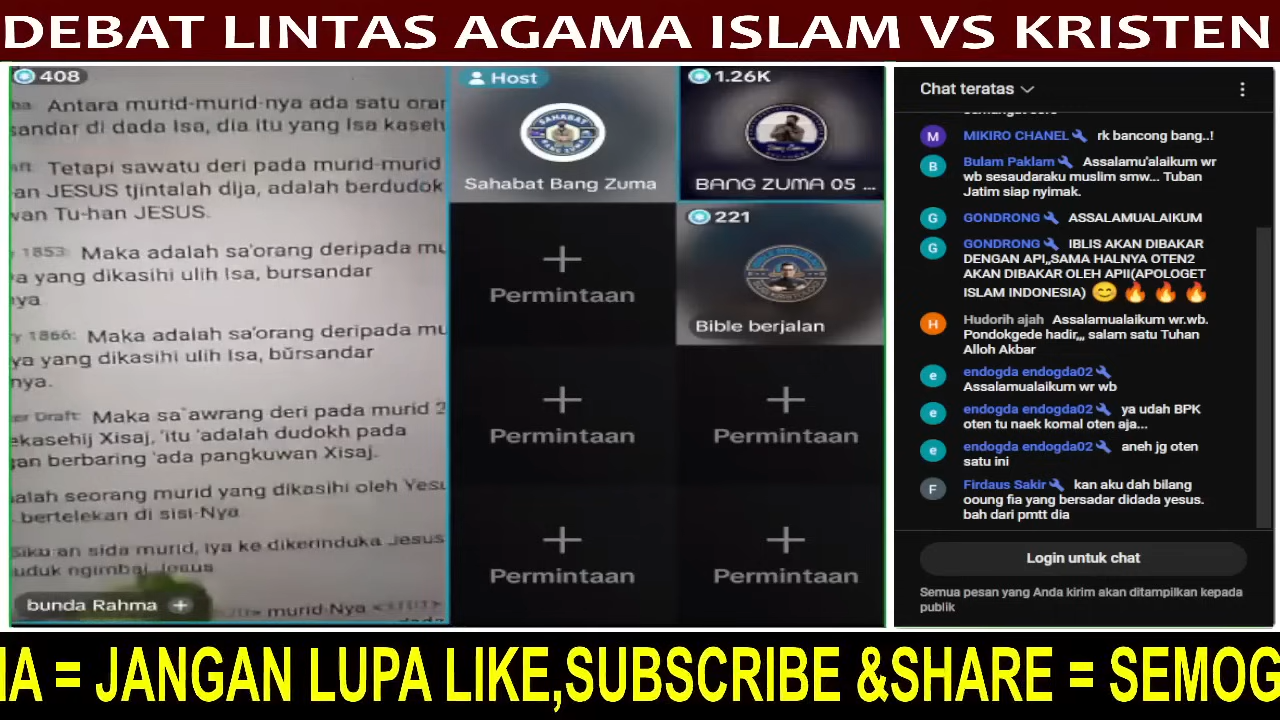 DEBAT LINTAS AGAMA ISLAM VS KRISTEN
408
Antara murid-murid-nya ada satu orar
sandar di dada Isa, dia itu yang Isa kaseh
Tetapi sawatu deri pada murid-murid
an JESUS tjintalah dija, adalah berdudok
wan Tu-han JESUS.
1853: Maka adalah sa'orang deripada mu
a yang dikasihi ulih Isa, bursandar
ya
1866: Maka adalah sa'orang deripada mu
ya yang dikasihi ulih Isa, bŭrsandar
nya.
er Draft: Maka sa`awrang deri pada murid 2
ekasehij Xisaj, 'itu 'adalah dudokh pada
an berbaring 'ada pangkuwan Xisaj.
alah seorang murid yang dikasihi oleh Yesu
bertelekan di sisi-Nya
Siku an sida murid, iya ke dikerinduka Jesus
uduk ngimbai Jesus
murid-Nya
bunda Rahma +
Host
SAHABAT
BANG ZUMA
Sahabat Bang Zuma
1.26K
BANG ZUMA 05 ...
221
Bible berjalan
Permintaan
Permintaan
Permintaan
Permintaan
Permintaan
Chat teratas
M MIKIRO CHANEL rk bancong bang..!
B Bulam Paklam Assalamu'alaikum wr
wb sesaudaraku muslim smw... Tuban
Jatim siap nyimak.
G GONDRONG ASSALAMUALAIKUM
G GONDRONG IBLIS AKAN DIBAKAR
DENGAN API,,SAMA HALNYA OTEN2
AKAN DIBAKAR OLEH APII(APOLOGET
ISLAM INDONESIA) 😊 🔥 🔥 🔥
H Hudorih ajah Assalamualaikum wr.wb.
Pondokgede hadir,,, salam satu Tuhan
Alloh Akbar
e endogda endogda02
Assalamualaikum wr wb
e endogda endogda02 ya udah BPK
oten tu naek komal oten aja...
e endogda endogda02 aneh jg oten
satu ini
F Firdaus Sakir kan aku dah bilang
ooung fia yang bersadar didada yesus.
bah dari pmtt dia
Login untuk chat
Semua pesan yang Anda kirim akan ditampilkan kepada
publik
IA = JANGAN LUPA LIKE,SUBSCRIBE &SHARE = SEMOG